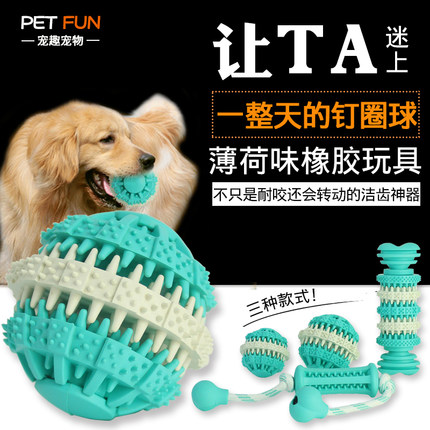 PET FUN
宠趣宠物
让TA迷上
一整天的钉圈球
薄荷味橡胶玩具
不只是耐咬还会转动的洁齿神器
三种款式！